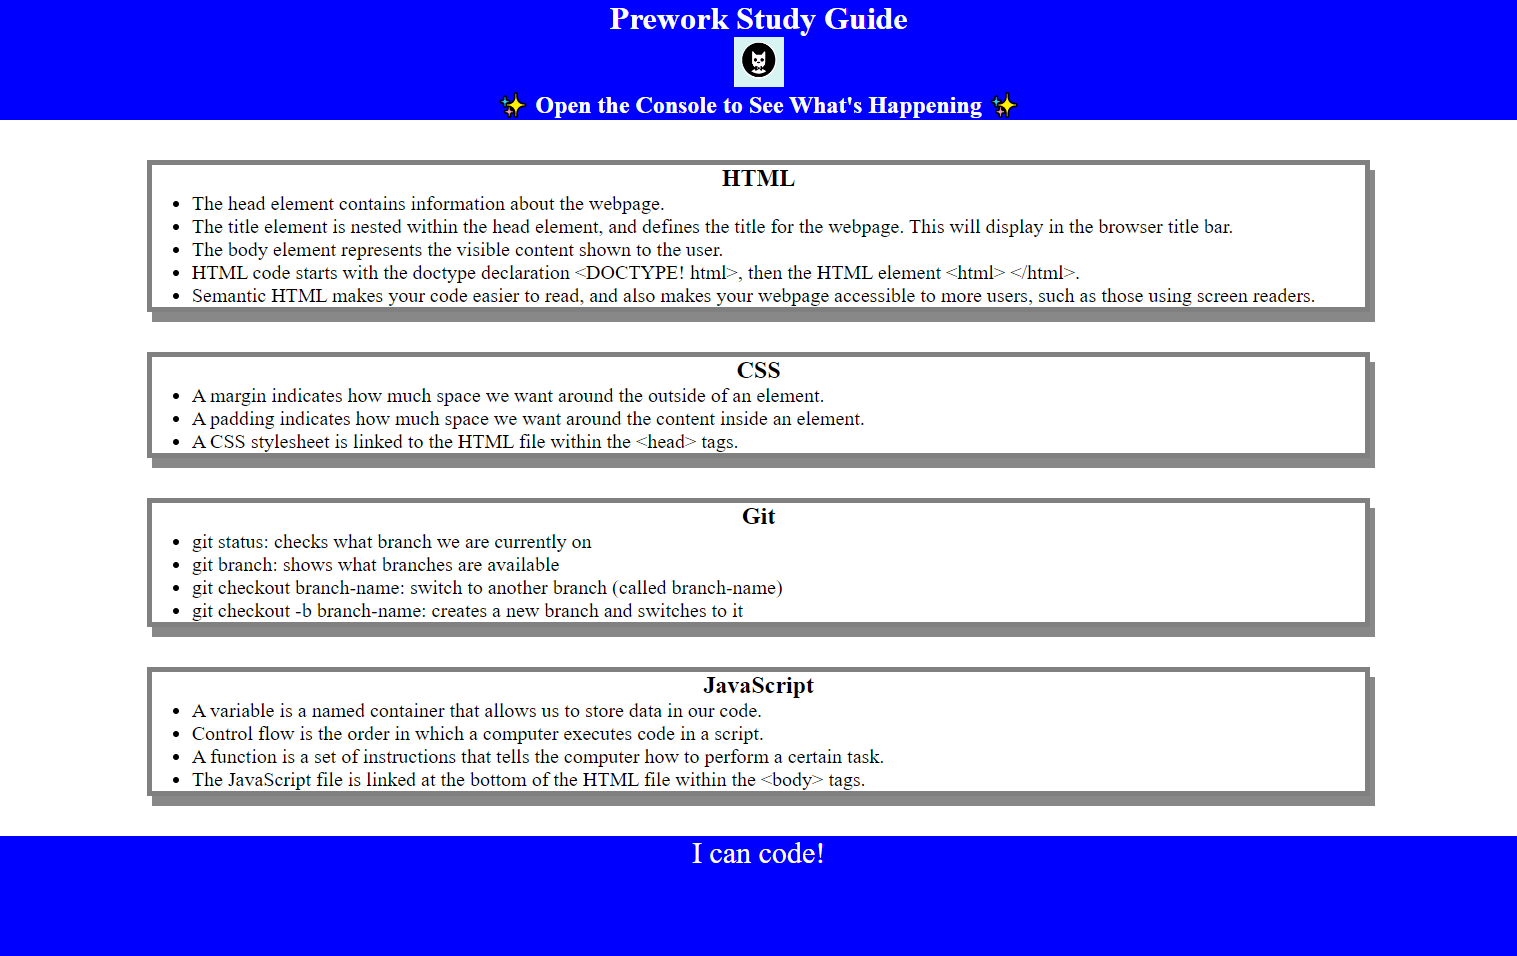 Prework Study Guide
✨ Open the Console to See What's Happening ✨
HTML
• The head element contains information about the webpage.
• The title element is nested within the head element, and defines the title for the webpage. This will display in the browser title bar.
• The body element represents the visible content shown to the user.
• HTML code starts with the doctype declaration <DOCTYPE! html>, then the HTML element <html> </html>.
• Semantic HTML makes your code easier to read, and also makes your webpage accessible to more users, such as those using screen readers.
CSS
• A margin indicates how much space we want around the outside of an element.
• A padding indicates how much space we want around the content inside an element.
• A CSS stylesheet is linked to the HTML file within the <head> tags.
Git
• git status: checks what branch we are currently on
• git branch: shows what branches are available
• git checkout branch-name: switch to another branch (called branch-name)
• git checkout -b branch-name: creates a new branch and switches to it
JavaScript
• A variable is a named container that allows us to store data in our code.
• Control flow is the order in which a computer executes code in a script.
• A function is a set of instructions that tells the computer how to perform a certain task.
• The JavaScript file is linked at the bottom of the HTML file within the <body> tags.
I can code!